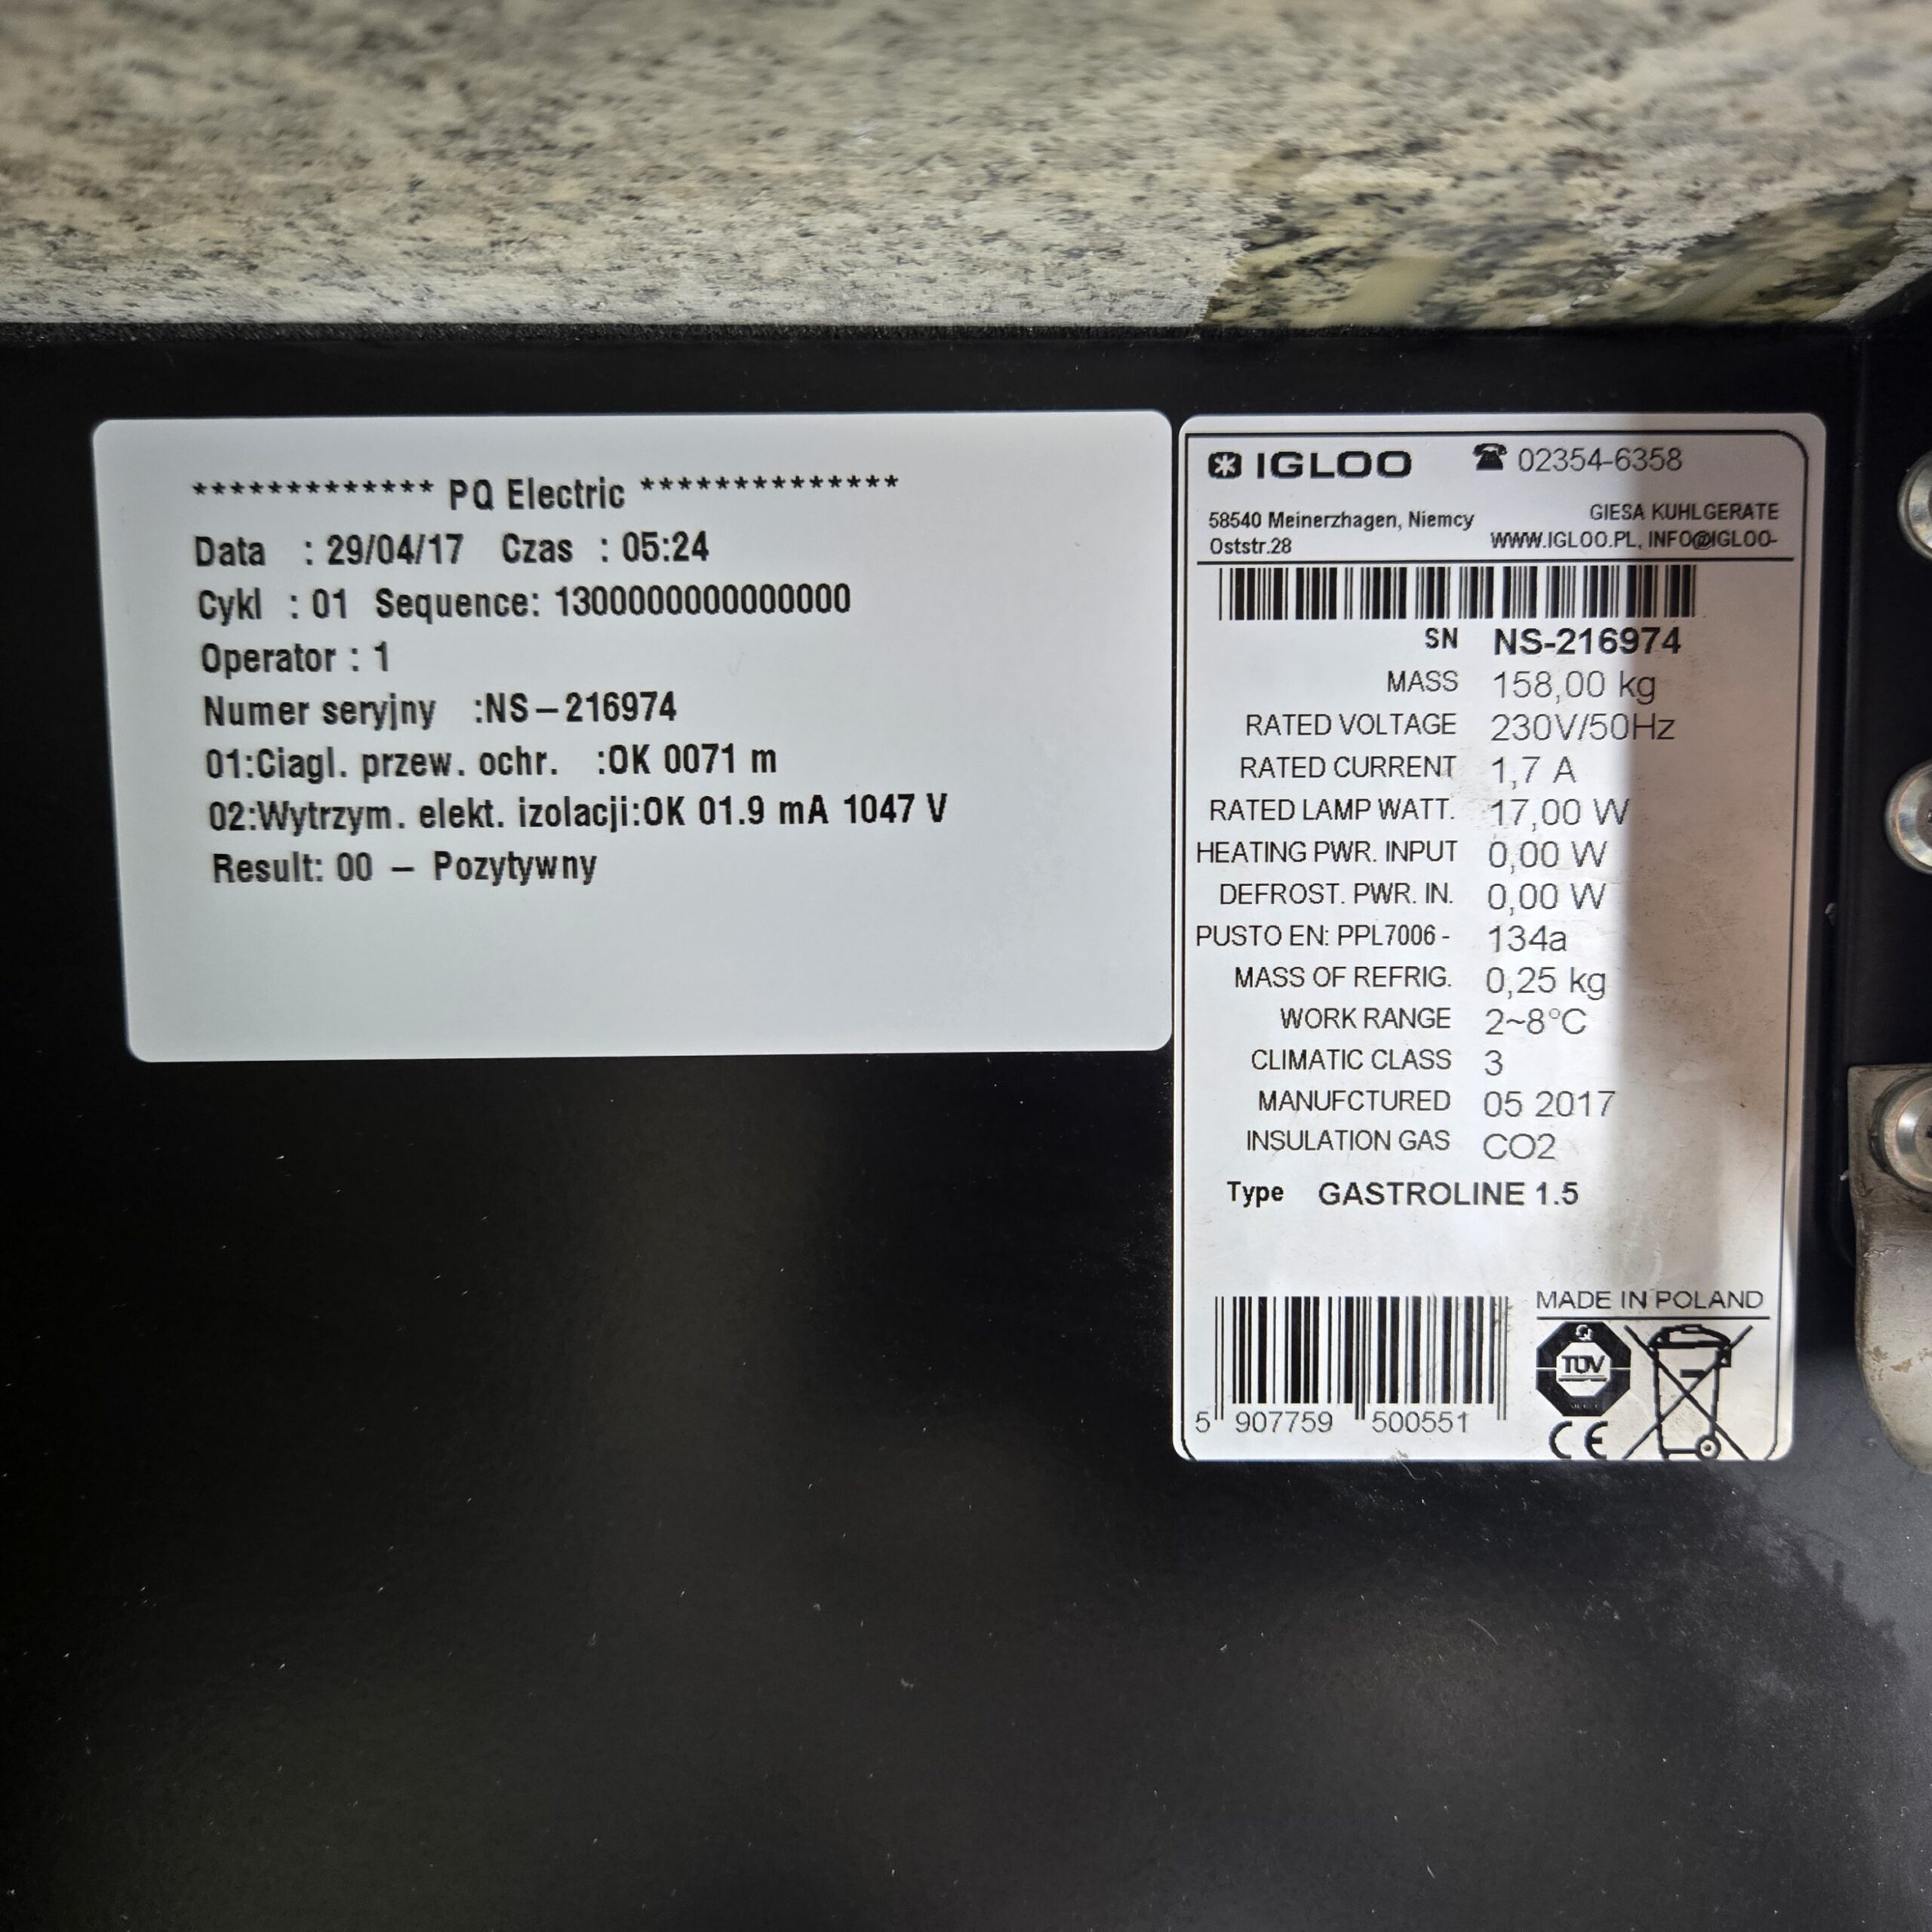 ************* PQ Electric **************
Data : 29/04/17 Czas : 05:24
Cykl : 01 Sequence: 1300000000000000
Operator : 1
Numer seryjny :NS-216974
01:Ciagl. przew. ochr. :OK 0071 m
02:Wytrzym. elekt. izolacji:OK 01.9 mA 1047 V
Result: 00 - Pozytywny
IGLOO ☎ 02354-6358
58540 Meinerzhagen, Niemcy
Oststr.28
GIESA KUHLGERATE
WWW.IGLOO.PL, INFO@IGLOO-
SN NS-216974
MASS 158,00 kg
RATED VOLTAGE 230V/50Hz
RATED CURRENT 1,7 A
RATED LAMP WATT. 17,00 W
HEATING PWR. INPUT 0,00 W
DEFROST. PWR. IN. 0,00 W
PUSTO EN: PPL7006 - 134a
MASS OF REFRIG. 0,25 kg
WORK RANGE 2~8°C
CLIMATIC CLASS 3
MANUFCTURED 05 2017
INSULATION GAS CO2
Type GASTROLINE 1.5
MADE IN POLAND
Q
TÜV
CE
5 907759 500551